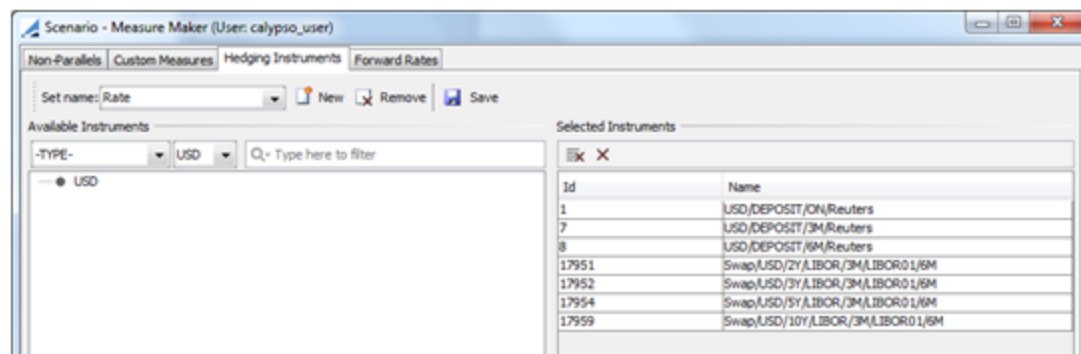 Scenario - Measure Maker (User: calypso_user)
Non-Parallels Custom Measures Hedging Instruments Forward Rates
Set name: Rate New Remove Save
Available Instruments Selected Instruments
-TYPE- USD Type here to filter
USD
Id Name
1 USD/DEPOSIT/ON/Reuters
7 USD/DEPOSIT/3M/Reuters
8 USD/DEPOSIT/6M/Reuters
17951 Swap/USD/2Y/LIBOR/3M/LIBOR01/6M
17952 Swap/USD/3Y/LIBOR/3M/LIBOR01/6M
17954 Swap/USD/5Y/LIBOR/3M/LIBOR01/6M
17959 Swap/USD/10Y/LIBOR/3M/LIBOR01/6M